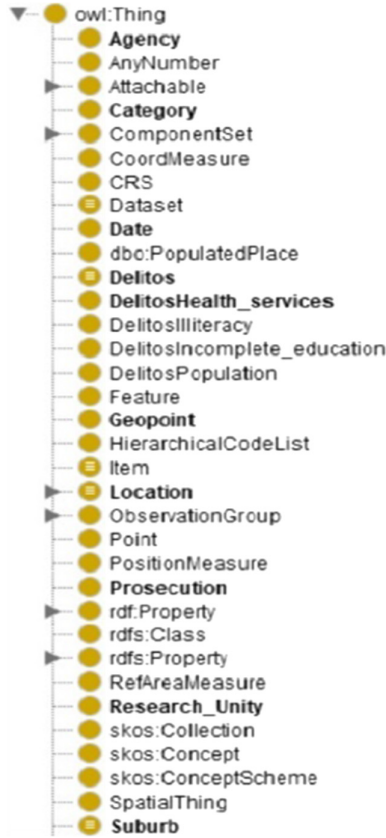 owl:Thing
Agency
AnyNumber
Attachable
Category
ComponentSet
CoordMeasure
CRS
Dataset
Date
dbo:PopulatedPlace
Delitos
DelitosHealth_services
DelitosIlliteracy
DelitosIncomplete_education
DelitosPopulation
Feature
Geopoint
HierarchicalCodeList
Item
Location
ObservationGroup
Point
PositionMeasure
Prosecution
rdf:Property
rdfs:Class
rdfs:Property
RefAreaMeasure
Research_Unity
skos:Collection
skos:Concept
skos:ConceptScheme
SpatialThing
Suburb